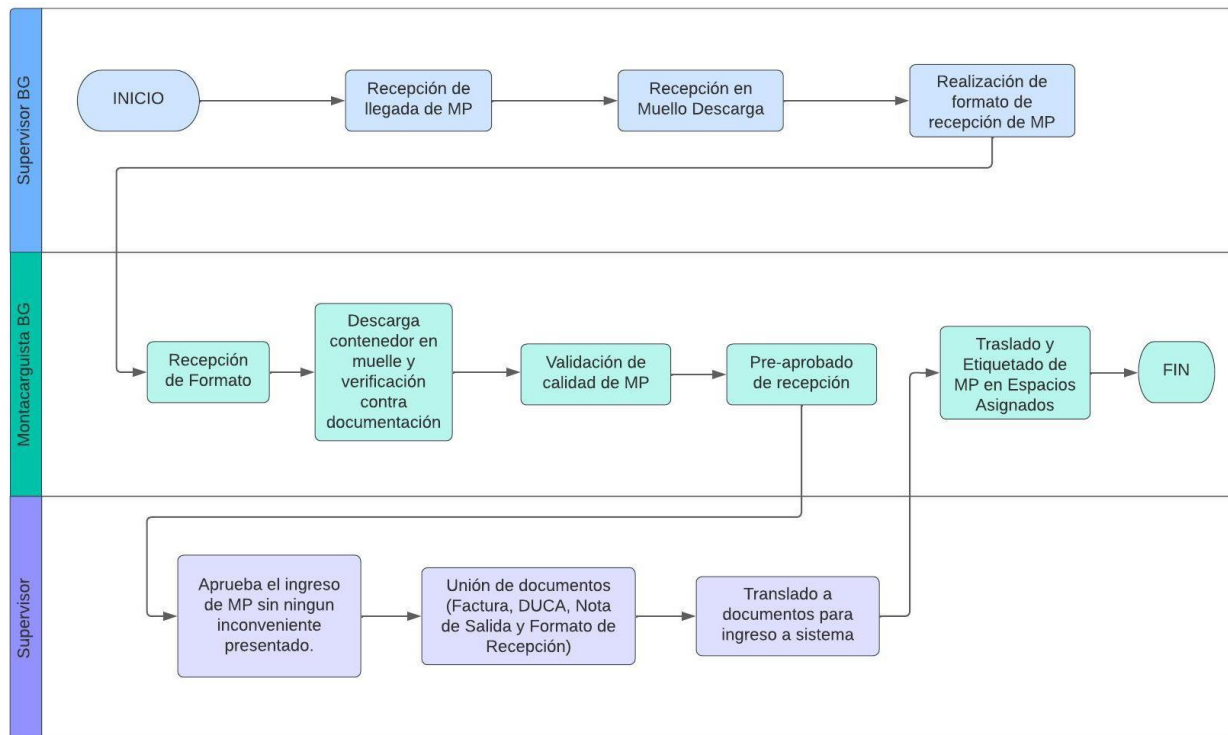 Supervisor BG
INICIO
Recepción de
llegada de MP
Recepción en
Muello Descarga
Realización de
formato de
recepción de MP
Montacarguista BG
Recepción
de Formato
Descarga
contenedor en
muelle y
verificación
contra
documentación
Validación de
calidad de MP
Pre-aprobado
de recepción
Traslado y
Etiquetado de
MP en Espacios
Asignados
FIN
Supervisor
Aprueba el ingreso
de MP sin ningun
inconveniente
presentado.
Unión de documentos
(Factura, DUCA, Nota
de Salida y Formato de
Recepción)
Translado a
documentos para
ingreso a sistema